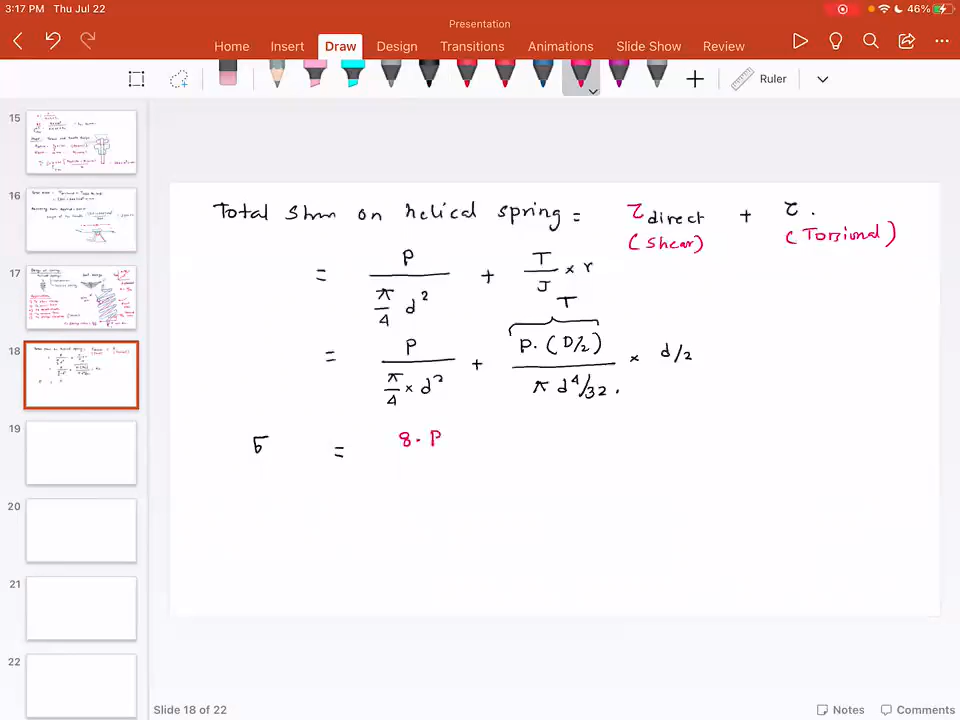 3:17 PM Thu Jul 22
46%
Presentation
Home Insert Draw Design Transitions Animations Slide Show Review
Ruler
15
16
17
18
19
20
21
22
Total on helical spring = τ direct + τ .
(Shear) (Torsional)
= P / (π/4 d²) + T/J × r
T
= P / (π/4 × d²) + P. (D/2) / (π d⁴/32.) × d/2
= 8. P
Slide 18 of 22
Notes Comments